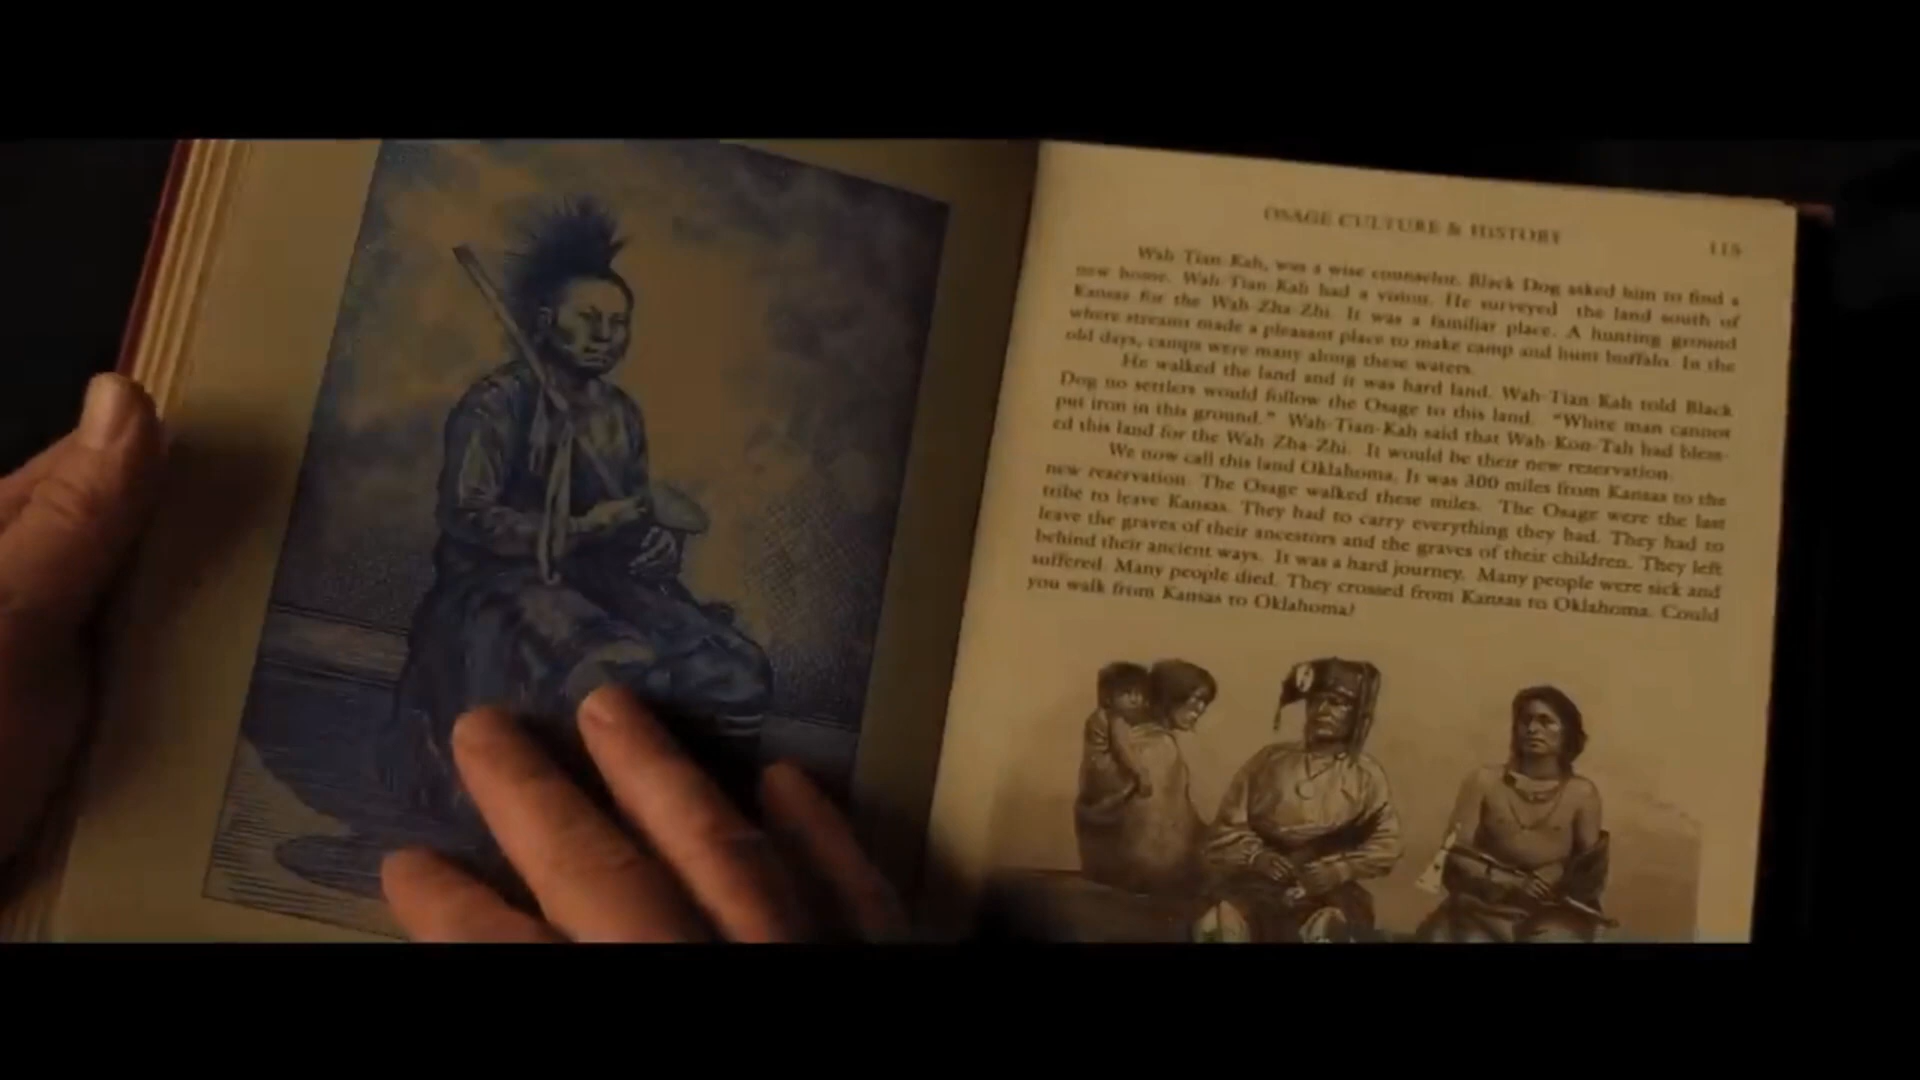 OSAGE CULTURE & HISTORY
115
Wah Tian Kah, was a wise counselor. Black Dog asked him to find a
new home. Wah-Tian-Kah had a vision. He surveyed the land south of
Kansas for the Wah-Zha-Zhi. It was a familiar place. A hunting ground
where streams made a pleasant place to make camp and hunt buffalo. In the
old days, camps were many along these waters.
He walked the land and it was hard land. Wah-Tian-Kah told Black
Dog no settlers would follow the Osage to this land. "White man cannot
put iron in this ground." Wah-Tian-Kah said that Wah-Kon-Tah had bless-
ed this land for the Wah-Zha-Zhi. It would be their new reservation.
We now call this land Oklahoma. It was 300 miles from Kansas to the
new reservation. The Osage walked these miles. The Osage were the last
tribe to leave Kansas. They had to carry everything they had. They had to
leave the graves of their ancestors and the graves of their children. They left
behind their ancient ways. It was a hard journey. Many people were sick and
suffered. Many people died. They crossed from Kansas to Oklahoma. Could
you walk from Kansas to Oklahoma?